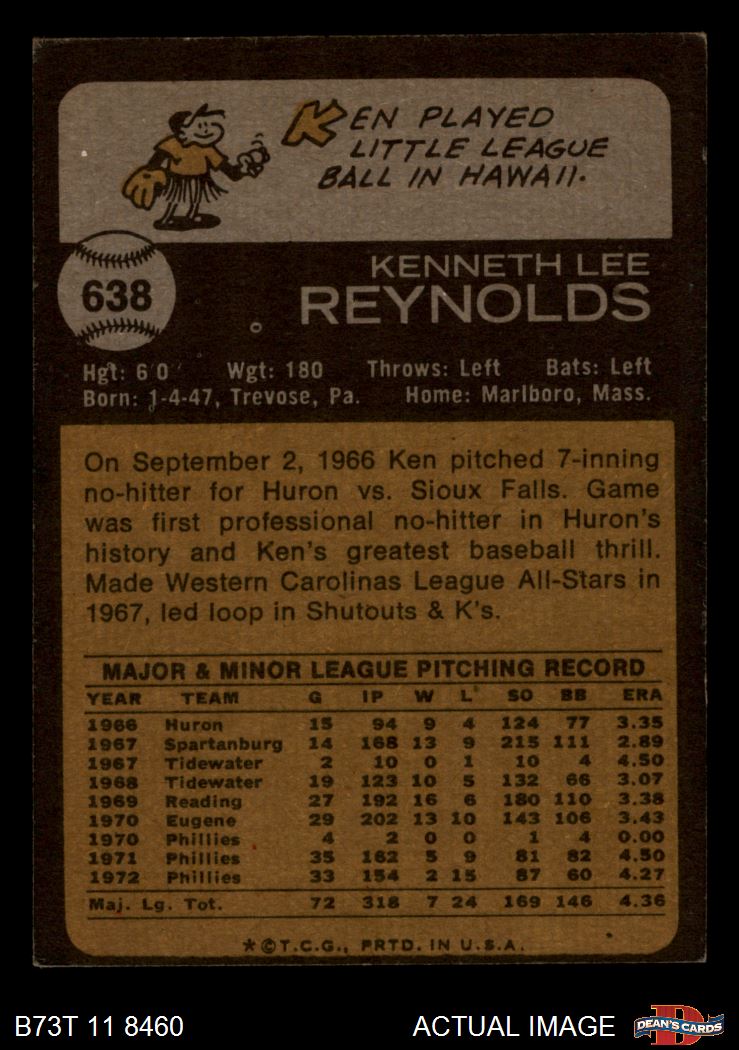 KEN PLAYED
LITTLE LEAGUE
BALL IN HAWAII.
638
KENNETH LEE
REYNOLDS
Hgt: 6'0" Wgt: 180 Throws: Left Bats: Left
Born: 1-4-47, Trevose, Pa. Home: Marlboro, Mass.
On September 2, 1966 Ken pitched 7-inning
no-hitter for Huron vs. Sioux Falls. Game
was first professional no-hitter in Huron's
history and Ken's greatest baseball thrill.
Made Western Carolinas League All-Stars in
1967, led loop in Shutouts & K's.
MAJOR & MINOR LEAGUE PITCHING RECORD
YEAR TEAM G IP W L SO BB ERA
1966 Huron 15 94 9 4 124 77 3.35
1967 Spartanburg 14 168 13 9 215 111 2.89
1967 Tidewater 2 10 0 1 10 4 4.50
1968 Tidewater 19 123 10 5 132 66 3.07
1969 Reading 27 192 16 6 180 110 3.38
1970 Eugene 29 202 13 10 143 106 3.43
1970 Phillies 4 2 0 0 1 4 0.00
1971 Phillies 35 162 5 9 81 82 4.50
1972 Phillies 33 154 2 15 87 60 4.27
Maj. Lg. Tot. 72 318 7 24 169 146 4.36
*©T.C.G., PRTD. IN U.S.A.
B73T 11 8460 ACTUAL IMAGE
D
DEAN'S CARDS